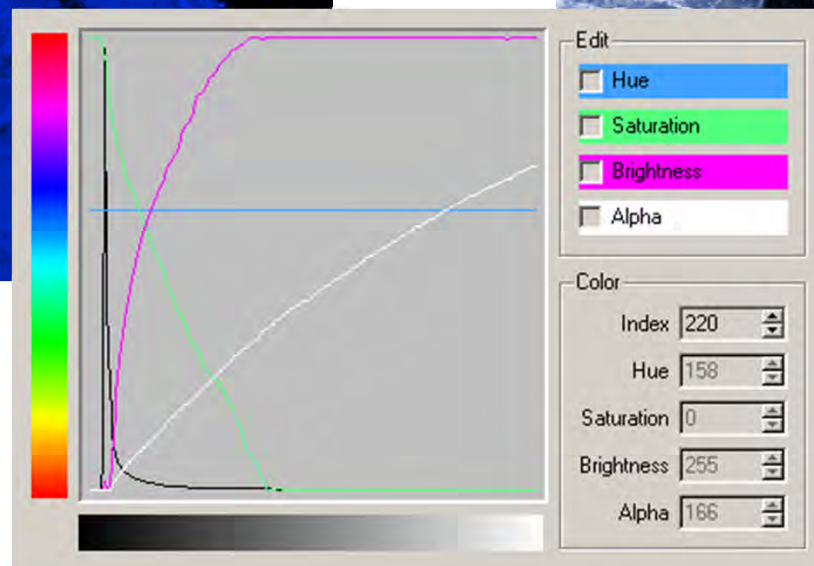 Edit
Hue
Saturation
Brightness
Alpha
Color
Index 220
Hue 158
Saturation 0
Brightness 255
Alpha 166